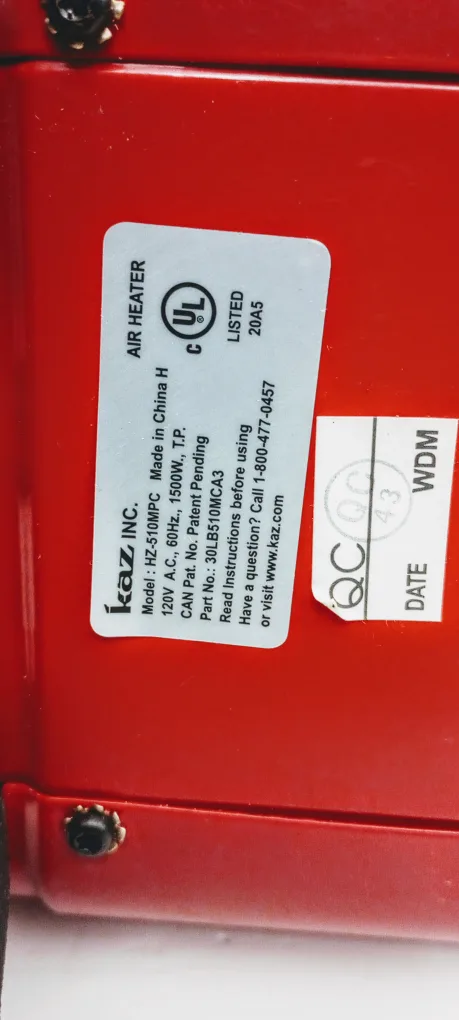 kaz INC.
AIR HEATER
Model : HZ-510MPC Made in China H
120V A.C., 60Hz., 1500W., T.P.
CAN Pat. No. Patent Pending
Part No.: 30LB510MCA3
Read Instructions before using
Have a question? Call 1-800-477-0457
or visit www.kaz.com
C UL ®
LISTED
20A5
QC
QC
43
DATE WDM